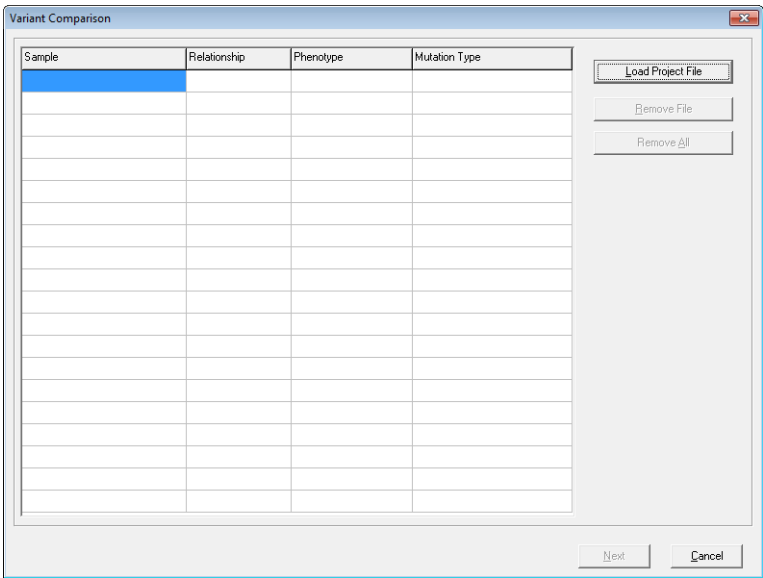 Variant Comparison
Sample Relationship Phenotype Mutation Type
Load Project File
Remove File
Remove All
Next Cancel